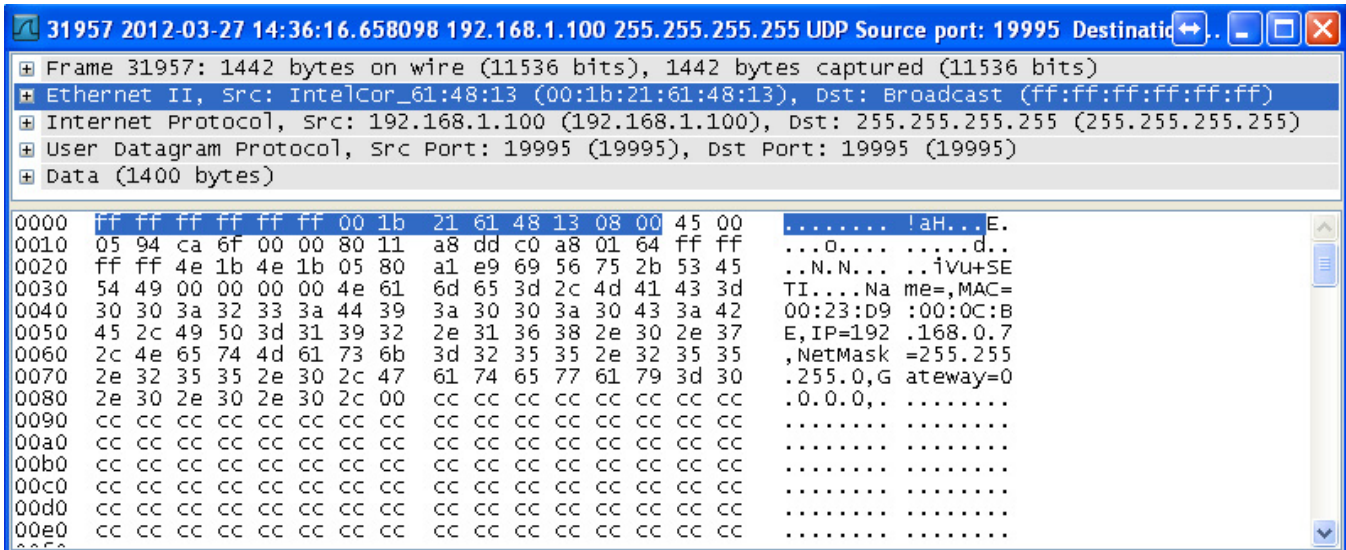 31957 2012-03-27 14:36:16.658098 192.168.1.100 255.255.255.255 UDP Source port: 19995 Destinatic..
Frame 31957: 1442 bytes on wire (11536 bits), 1442 bytes captured (11536 bits)
Ethernet II, Src: IntelCor_61:48:13 (00:1b:21:61:48:13), Dst: Broadcast (ff:ff:ff:ff:ff:ff)
Internet Protocol, Src: 192.168.1.100 (192.168.1.100), Dst: 255.255.255.255 (255.255.255.255)
User Datagram Protocol, Src Port: 19995 (19995), Dst Port: 19995 (19995)
Data (1400 bytes)
0000 ff ff ff ff ff ff 00 1b 21 61 48 13 08 00 45 00 ........ !aH...E.
0010 05 94 ca 6f 00 00 80 11 a8 dd c0 a8 01 64 ff ff ...o.... .....d..
0020 ff ff 4e 1b 4e 1b 05 80 a1 e9 69 56 75 2b 53 45 ..N.N... ..iVu+SE
0030 54 49 00 00 00 00 4e 61 6d 65 3d 2c 4d 41 43 3d TI....Na me=,MAC=
0040 30 30 3a 32 33 3a 44 39 3a 30 30 3a 30 43 3a 42 00:23:D9 :00:0C:B
0050 45 2c 49 50 3d 31 39 32 2e 31 36 38 2e 30 2e 37 E,IP=192 .168.0.7
0060 2c 4e 65 74 4d 61 73 6b 3d 32 35 35 2e 32 35 35 ,NetMask =255.255
0070 2e 32 35 35 2e 30 2c 47 61 74 65 77 61 79 3d 30 .255.0,G ateway=0
0080 2e 30 2e 30 2e 30 2c 00 cc cc cc cc cc cc cc cc .0.0.0,. ........
0090 cc cc cc cc cc cc cc cc cc cc cc cc cc cc cc cc ........ ........
00a0 cc cc cc cc cc cc cc cc cc cc cc cc cc cc cc cc ........ ........
00b0 cc cc cc cc cc cc cc cc cc cc cc cc cc cc cc cc ........ ........
00c0 cc cc cc cc cc cc cc cc cc cc cc cc cc cc cc cc ........ ........
00d0 cc cc cc cc cc cc cc cc cc cc cc cc cc cc cc cc ........ ........
00e0 cc cc cc cc cc cc cc cc cc cc cc cc cc cc cc cc ........ ........